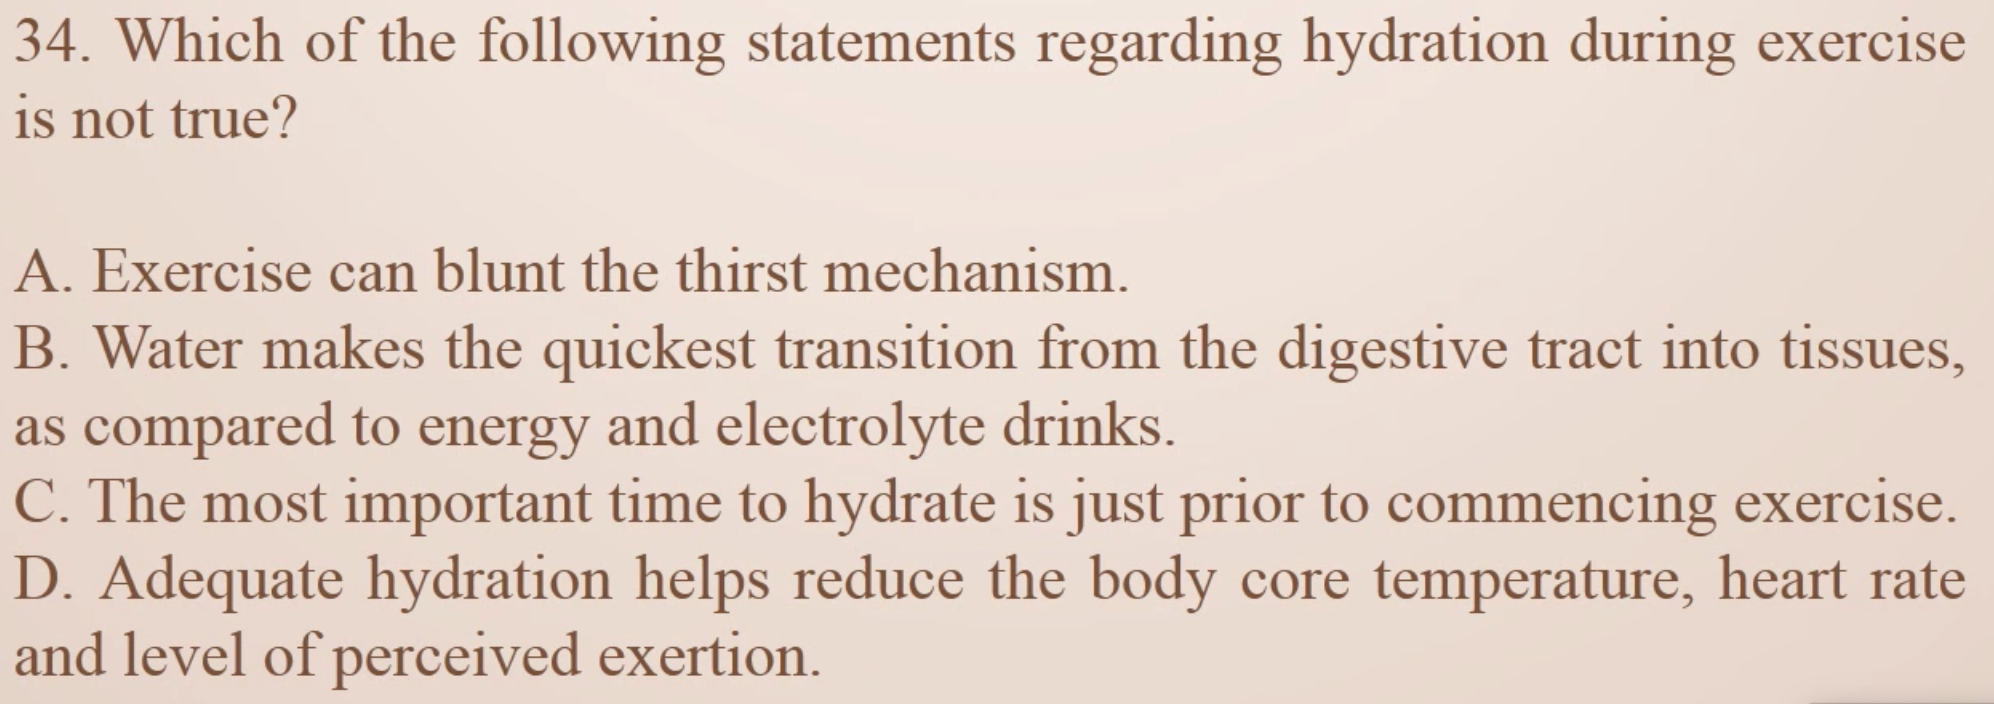 34. Which of the following statements regarding hydration during exercise
is not true?
A. Exercise can blunt the thirst mechanism.
B. Water makes the quickest transition from the digestive tract into tissues,
as compared to energy and electrolyte drinks.
C. The most important time to hydrate is just prior to commencing exercise.
D. Adequate hydration helps reduce the body core temperature, heart rate
and level of perceived exertion.